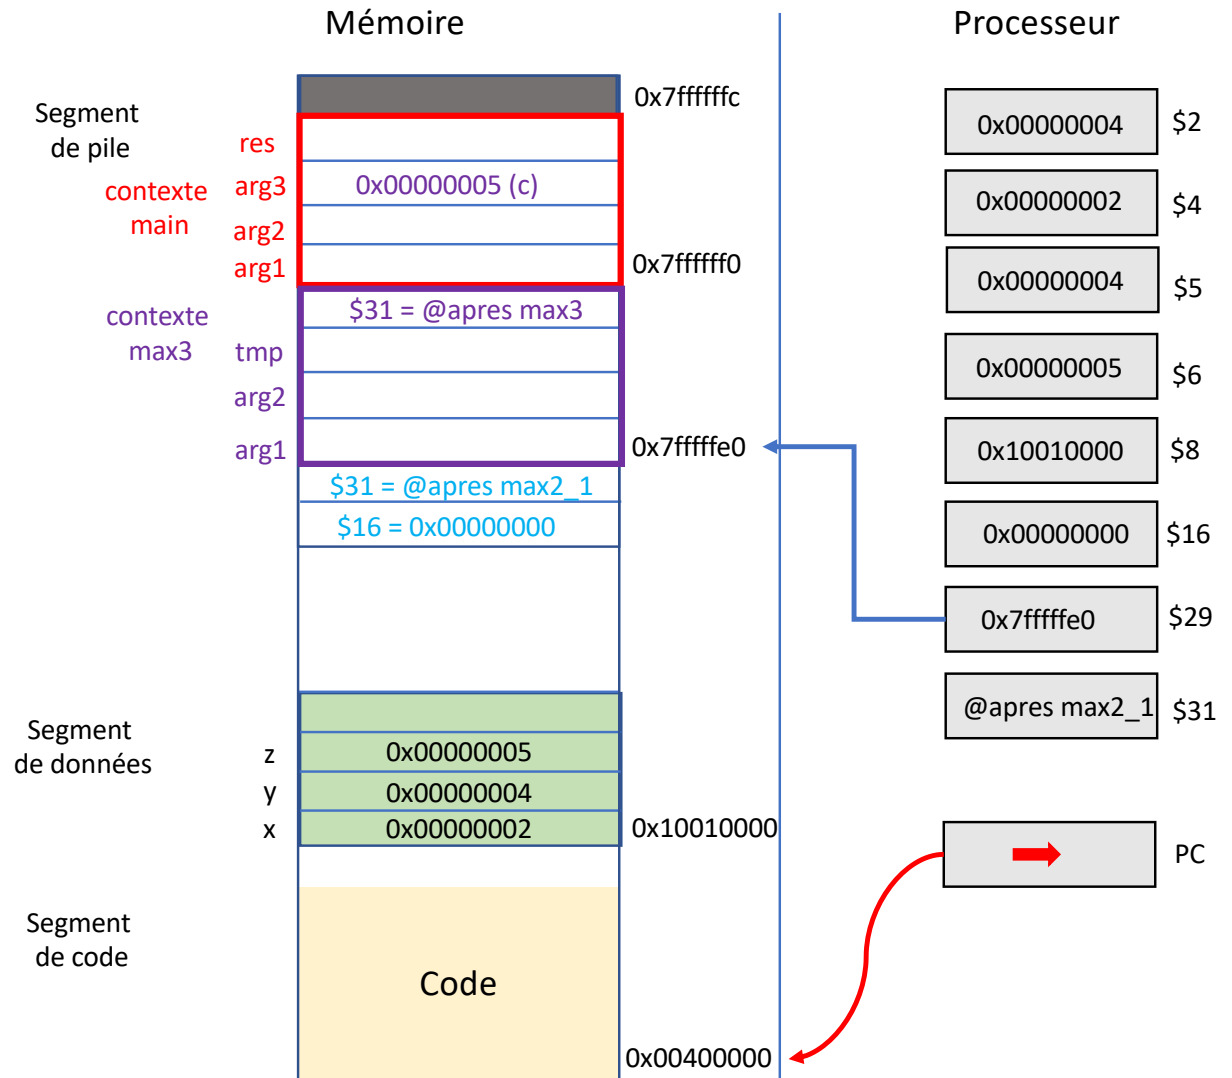 Mémoire
Processeur
Segment
de pile
0x7ffffffc
res
contexte
main
arg3
0x00000005 (c)
arg2
arg1
0x7ffffff0
contexte
max3
$31 = @apres max3
tmp
arg2
arg1
0x7fffffe0
$31 = @apres max2_1
$16 = 0x00000000
Segment
de données
z
0x00000005
y
0x00000004
x
0x00000002
0x10010000
Segment
de code
Code
0x00400000
0x00000004
$2
0x00000002
$4
0x00000004
$5
0x00000005
$6
0x10010000
$8
0x00000000
$16
0x7fffffe0
$29
@apres max2_1
$31
PC